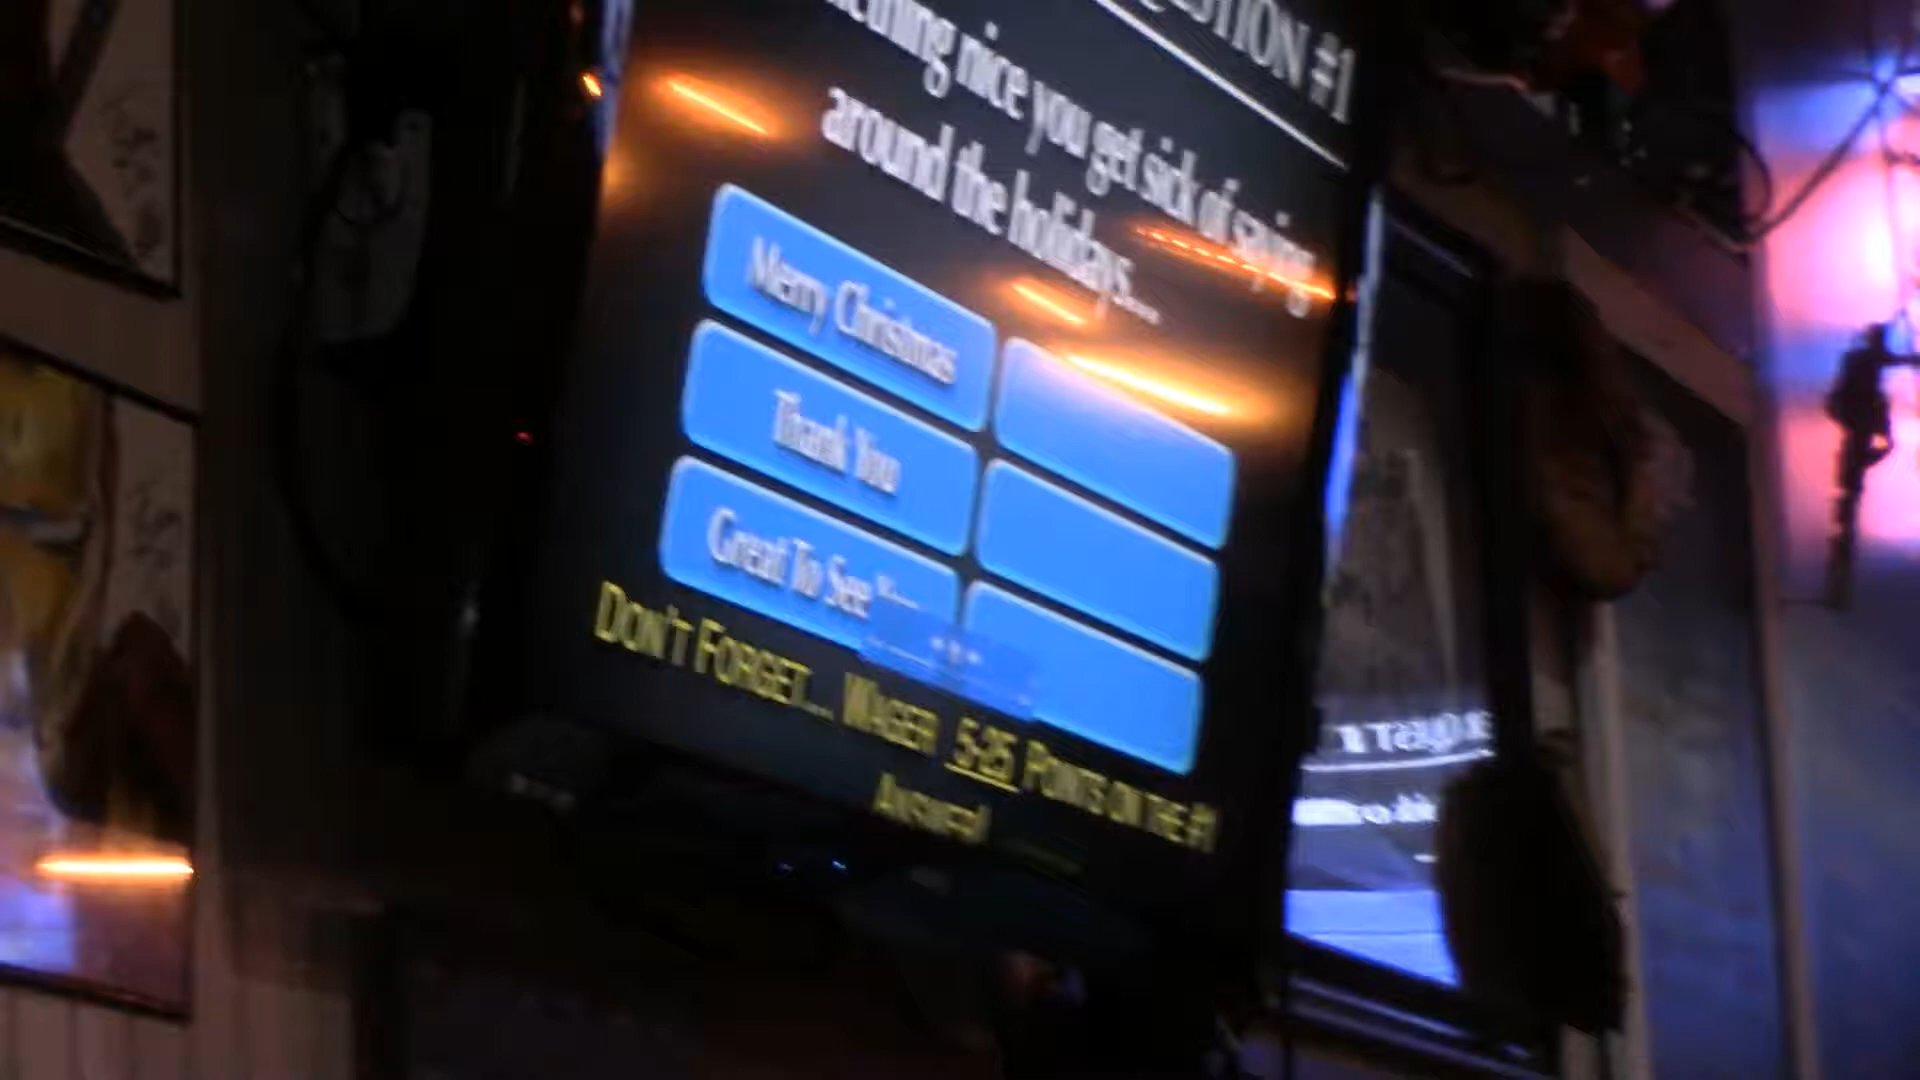 QUESTION #1
nice you get sick of saying
around the holidays...
Merry Christmas
Thank You
Great To See
DON'T FORGET... WAGER 5-25 POINTS ON THE #1
ANSWER!